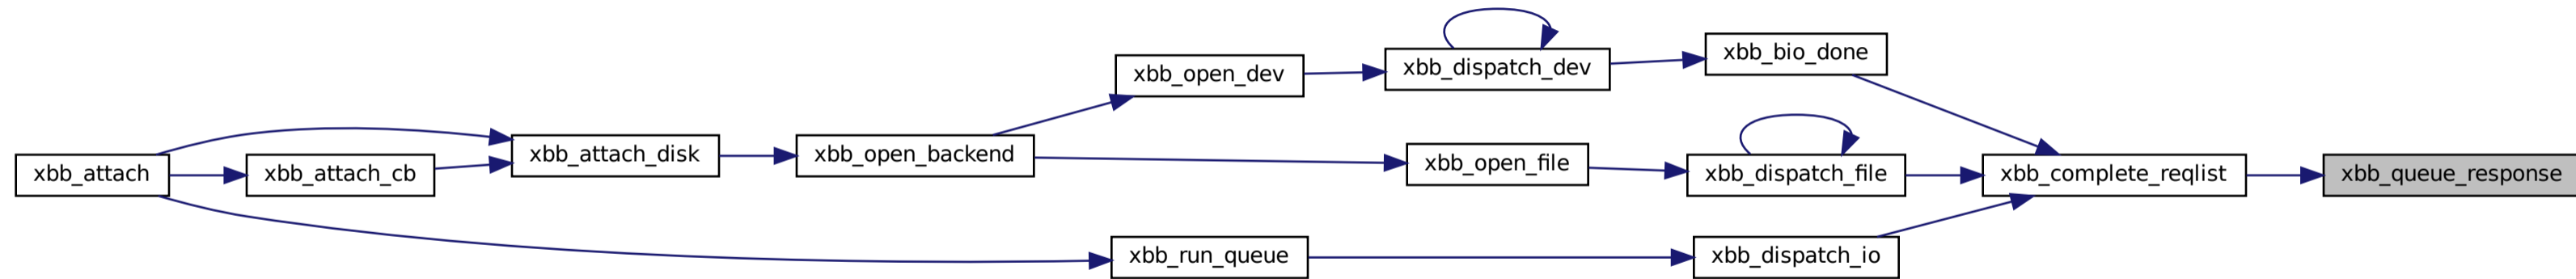 xbb_attach
xbb_attach_cb
xbb_attach_disk
xbb_open_backend
xbb_open_dev
xbb_dispatch_dev
xbb_bio_done
xbb_open_file
xbb_dispatch_file
xbb_complete_reqlist
xbb_queue_response
xbb_run_queue
xbb_dispatch_io